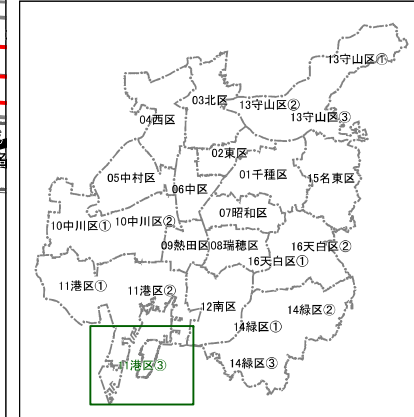 13守山区①
03北区
13守山区②
04西区
13守山区③
02東区
05中村区
01千種区
15名東区
06中区
07昭和区
10中川区①
10中川区②
09熱田区
08瑞穂区
16天白区②
16天白区①
11港区①
11港区②
12南区
14緑区②
14緑区①
11港区③
14緑区③